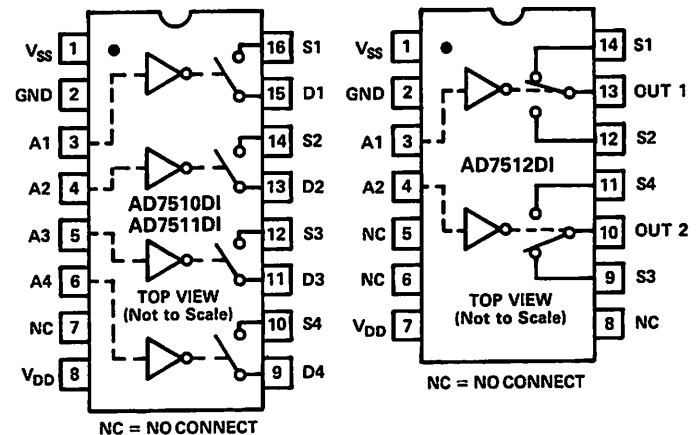 V_SS 1 16 S1
GND 2 15 D1
A1 3 14 S2
A2 4 13 D2
AD7510DI
AD7511DI
A3 5 12 S3
A4 6 11 D3
TOP VIEW
(Not to Scale)
NC 7 10 S4
V_DD 8 9 D4
NC = NO CONNECT
V_SS 1 14 S1
GND 2 13 OUT 1
A1 3 12 S2
AD7512DI
A2 4 11 S4
NC 5 10 OUT 2
NC 6 9 S3
TOP VIEW
(Not to Scale)
V_DD 7 8 NC
NC = NO CONNECT